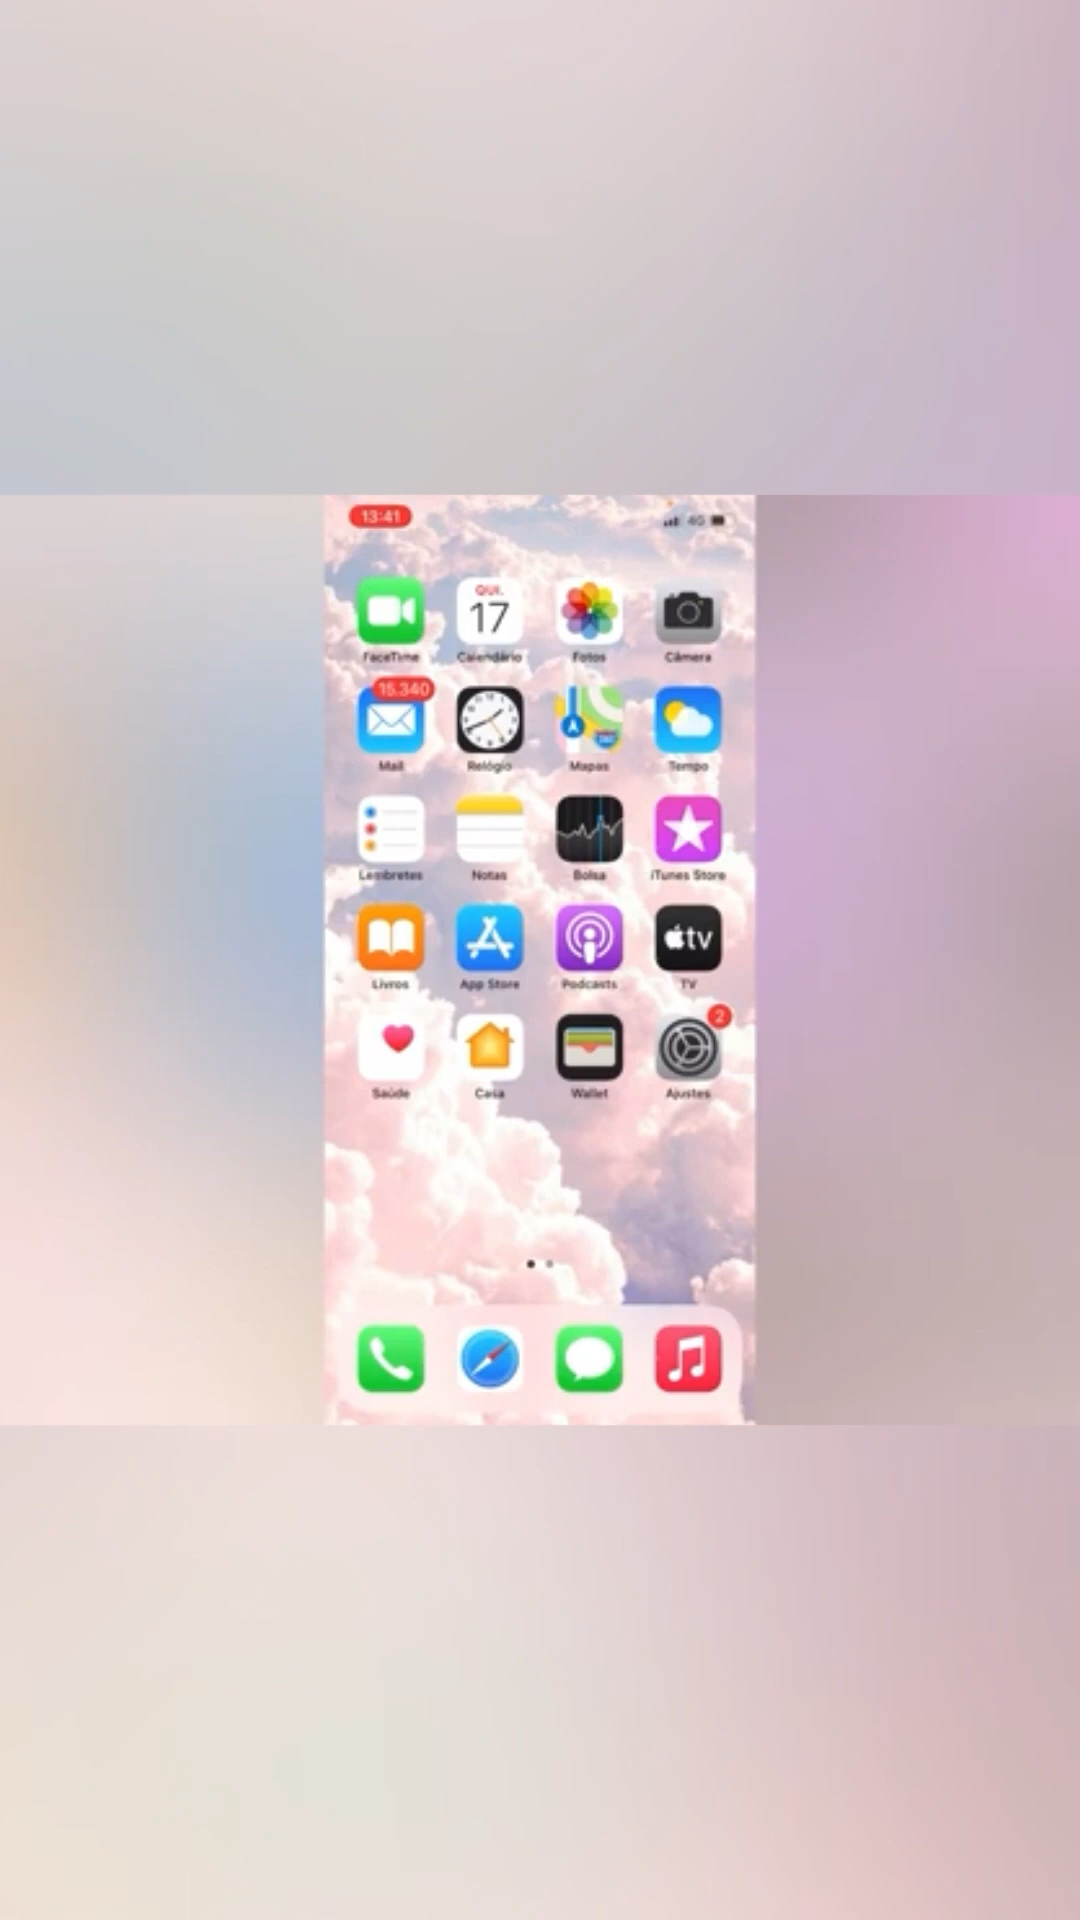 13:41 4G
QUI.
17
FaceTime Calendário Fotos Câmera
15.340
Mail Relógio Mapas Tempo
Lembretes Notas Bolsa iTunes Store
tv
Livros App Store Podcasts TV
2
Saúde Casa Wallet Ajustes